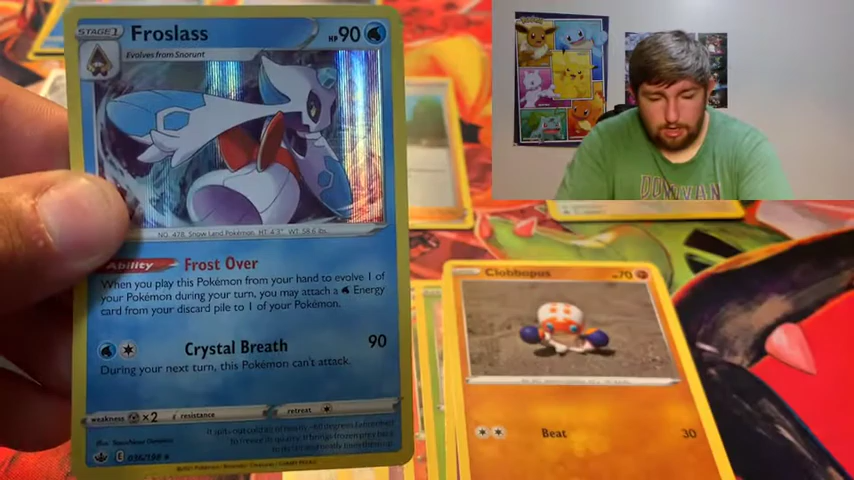 STAGE 1
Froslass
HP 90
Evolves from Snorunt
NO. 478 Snow Land Pokémon HT: 4'3" WT: 58.6 lbs.
Ability Frost Over
When you play this Pokémon from your hand to evolve 1 of
your Pokémon during your turn, you may attach a Energy
card from your discard pile to 1 of your Pokémon.
Crystal Breath 90
During your next turn, this Pokémon can't attack.
weakness ×2 resistance retreat
E 036/198
DONIVAN
Clobbopus 70
Beat 30